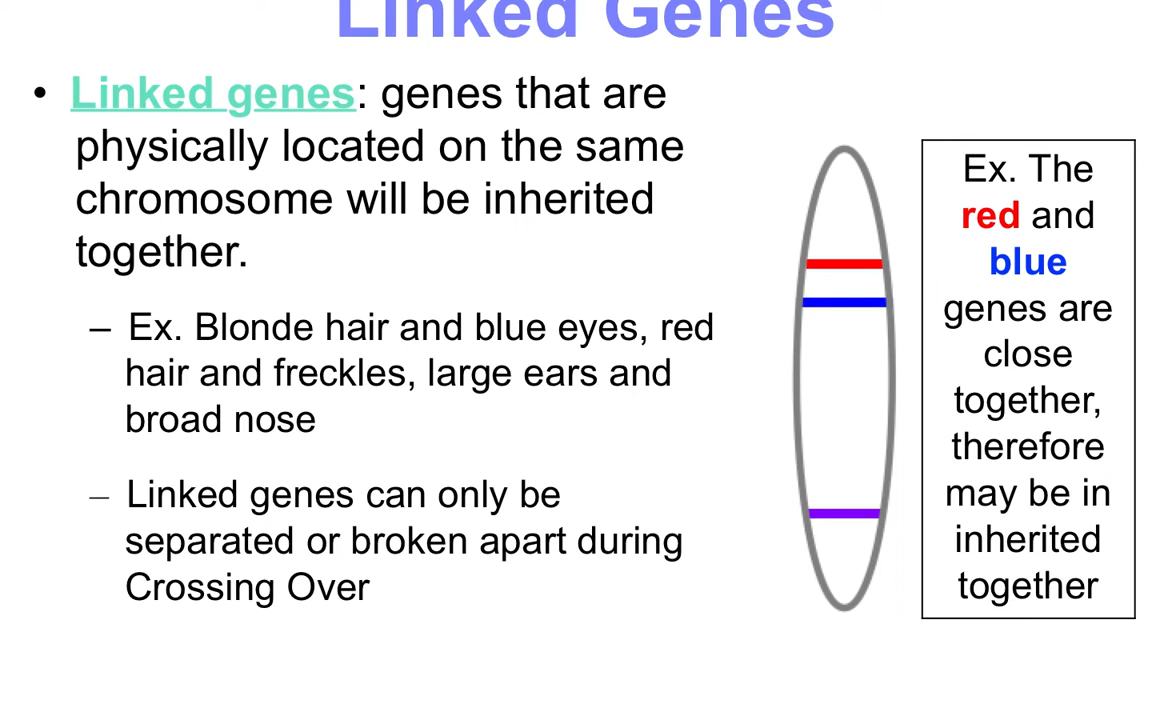 Linked Genes
• Linked genes: genes that are
physically located on the same
chromosome will be inherited
together.
– Ex. Blonde hair and blue eyes, red
hair and freckles, large ears and
broad nose
– Linked genes can only be
separated or broken apart during
Crossing Over
Ex. The
red and
blue
genes are
close
together,
therefore
may be in
inherited
together